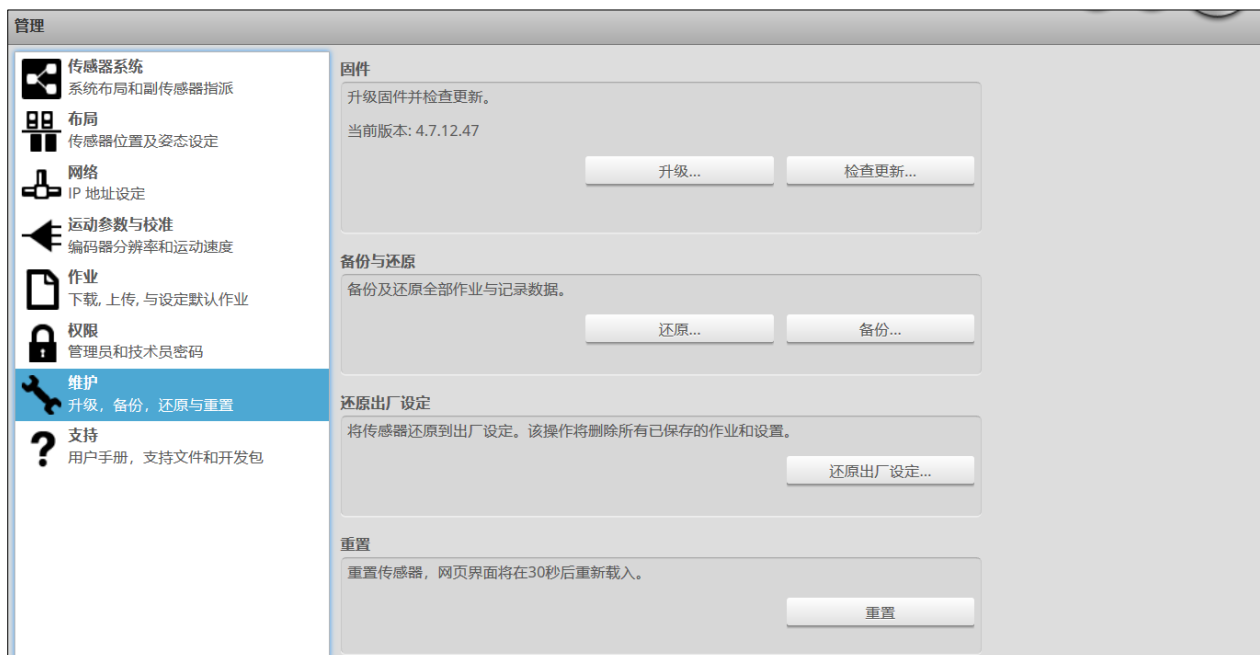 管理
传感器系统
系统布局和副传感器指派
布局
传感器位置及姿态设定
网络
IP 地址设定
运动参数与校准
编码器分辨率和运动速度
作业
下载, 上传, 与设定默认作业
权限
管理员和技术员密码
维护
升级，备份，还原与重置
支持
用户手册，支持文件和开发包
固件
升级固件并检查更新。
当前版本: 4.7.12.47
升级...
检查更新...
备份与还原
备份及还原全部作业与记录数据。
还原...
备份...
还原出厂设定
将传感器还原到出厂设定。该操作将删除所有已保存的作业和设置。
还原出厂设定...
重置
重置传感器，网页界面将在30秒后重新载入。
重置